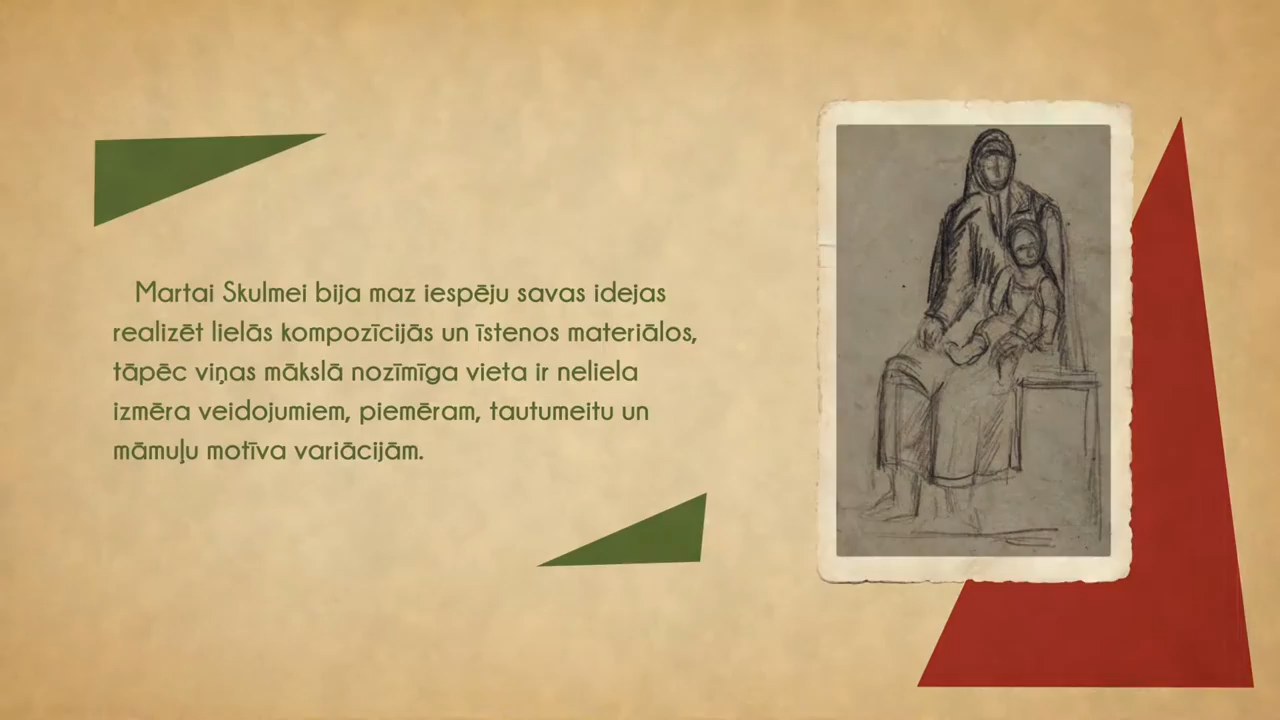 Martai Skulmei bija maz iespēju savas idejas
realizēt lielās kompozīcijās un īstenos materiālos,
tāpēc viņas mākslā nozīmīga vieta ir neliela
izmēra veidojumiem, piemēram, tautumeitu un
māmuļu motīva variācijām.